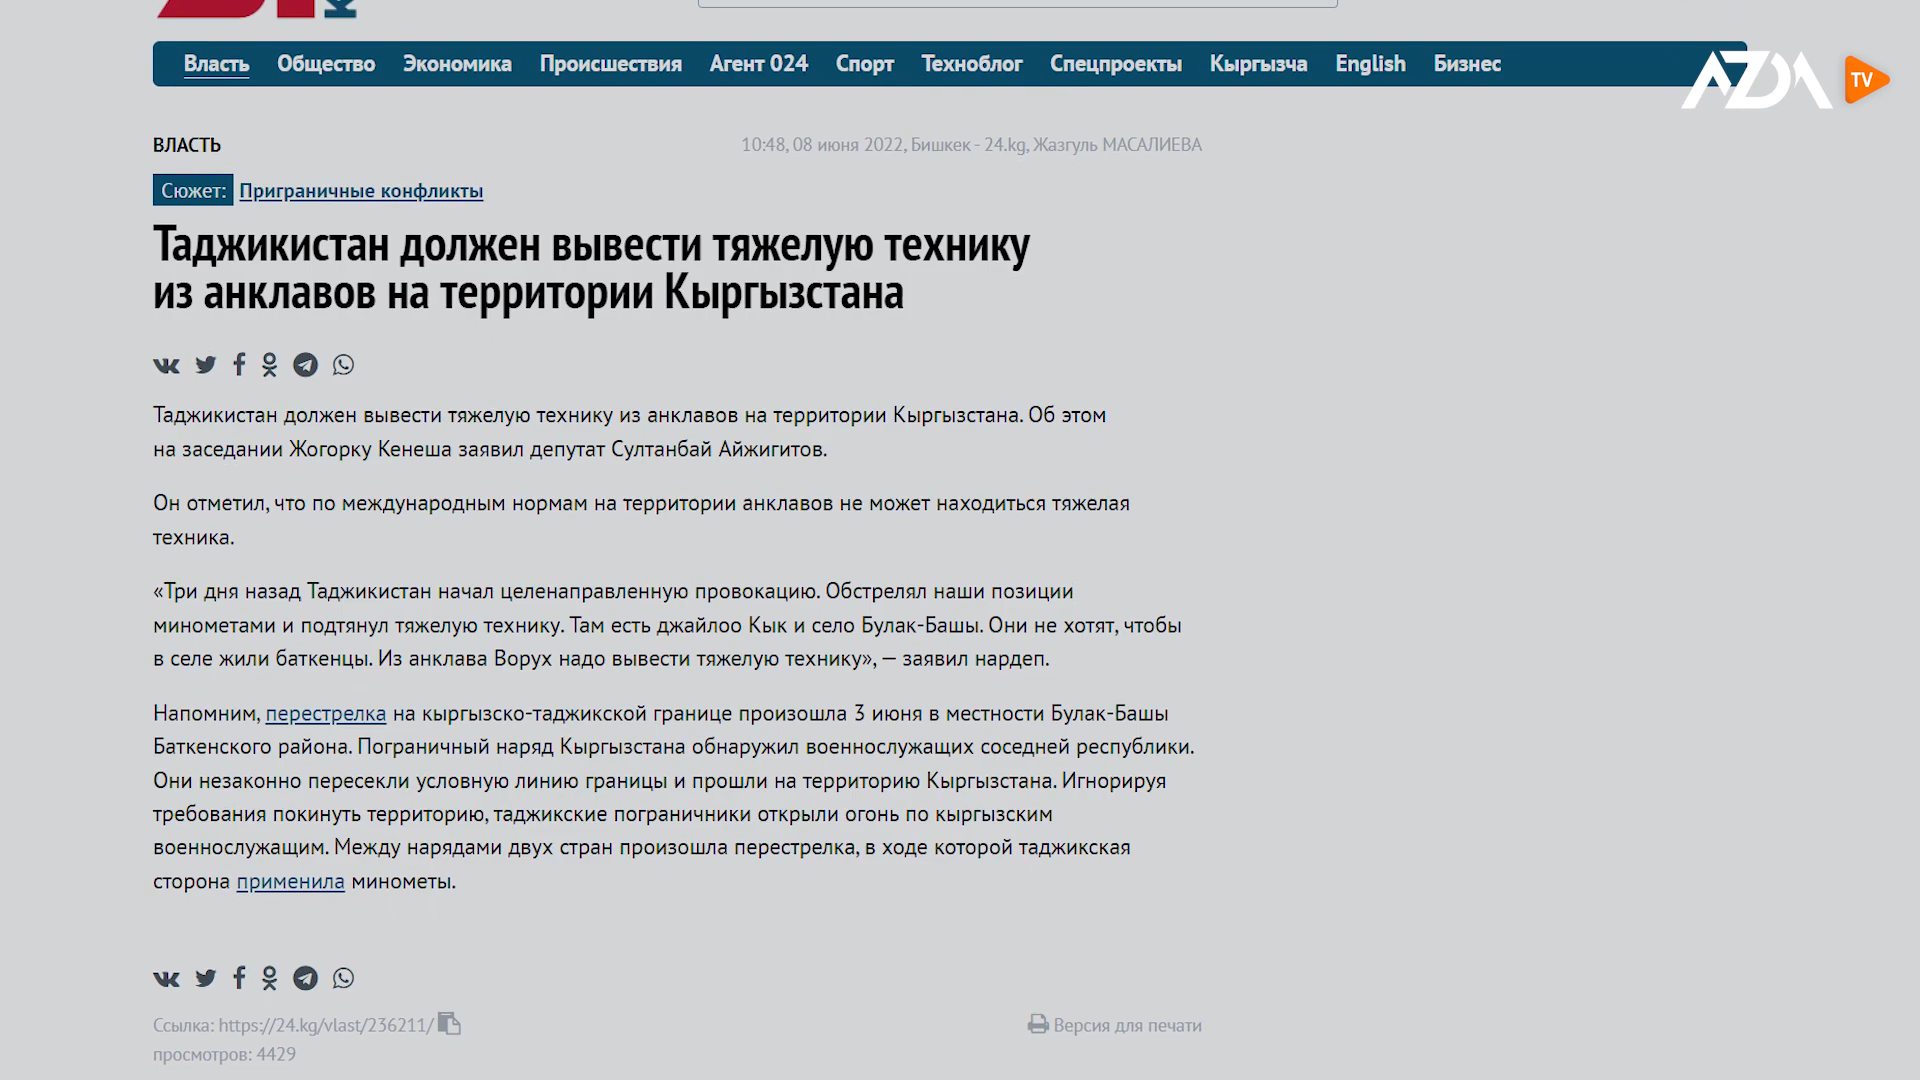 Власть Общество Экономика Происшествия Агент 024 Спорт Техноблог Спецпроекты Кыргызча English Бизнес
AZDA TV
ВЛАСТЬ
10:48, 08 июня 2022, Бишкек - 24.kg, Жазгуль МАСАЛИЕВА
Сюжет: Приграничные конфликты
Таджикистан должен вывести тяжелую технику
из анклавов на территории Кыргызстана
Таджикистан должен вывести тяжелую технику из анклавов на территории Кыргызстана. Об этом
на заседании Жогорку Кенеша заявил депутат Султанбай Айжигитов.
Он отметил, что по международным нормам на территории анклавов не может находиться тяжелая
техника.
«Три дня назад Таджикистан начал целенаправленную провокацию. Обстрелял наши позиции
минометами и подтянул тяжелую технику. Там есть джайлоо Кык и село Булак-Башы. Они не хотят, чтобы
в селе жили баткенцы. Из анклава Ворух надо вывести тяжелую технику», — заявил нардеп.
Напомним, перестрелка на кыргызско-таджикской границе произошла 3 июня в местности Булак-Башы
Баткенского района. Пограничный наряд Кыргызстана обнаружил военнослужащих соседней республики.
Они незаконно пересекли условную линию границы и прошли на территорию Кыргызстана. Игнорируя
требования покинуть территорию, таджикские пограничники открыли огонь по кыргызским
военнослужащим. Между нарядами двух стран произошла перестрелка, в ходе которой таджикская
сторона применила минометы.
Ссылка: https://24.kg/vlast/236211/
Версия для печати
просмотров: 4429